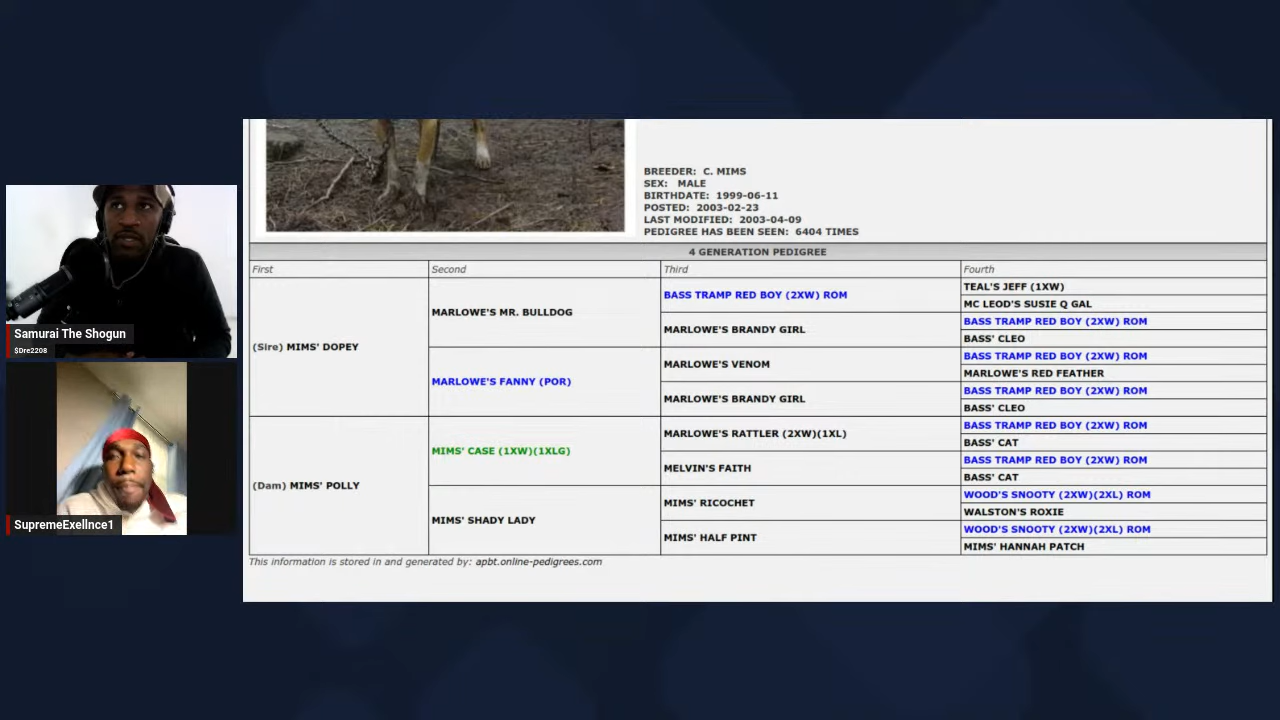 Samurai The Shogun
$Dre2208
SupremeExellnce1
BREEDER: C. MIMS
SEX: MALE
BIRTHDATE: 1999-06-11
POSTED: 2003-02-23
LAST MODIFIED: 2003-04-09
PEDIGREE HAS BEEN SEEN: 6404 TIMES
4 GENERATION PEDIGREE
First Second Third Fourth
(Sire) MIMS' DOPEY
MARLOWE'S MR. BULLDOG
BASS TRAMP RED BOY (2XW) ROM
TEAL'S JEFF (1XW)
MC LEOD'S SUSIE Q GAL
MARLOWE'S BRANDY GIRL
BASS TRAMP RED BOY (2XW) ROM
BASS' CLEO
MARLOWE'S FANNY (POR)
MARLOWE'S VENOM
BASS TRAMP RED BOY (2XW) ROM
MARLOWE'S RED FEATHER
MARLOWE'S BRANDY GIRL
BASS TRAMP RED BOY (2XW) ROM
BASS' CLEO
(Dam) MIMS' POLLY
MIMS' CASE (1XW)(1XLG)
MARLOWE'S RATTLER (2XW)(1XL)
BASS TRAMP RED BOY (2XW) ROM
BASS' CAT
MELVIN'S FAITH
BASS TRAMP RED BOY (2XW) ROM
BASS' CAT
MIMS' SHADY LADY
MIMS' RICOCHET
WOOD'S SNOOTY (2XW)(2XL) ROM
WALSTON'S ROXIE
MIMS' HALF PINT
WOOD'S SNOOTY (2XW)(2XL) ROM
MIMS' HANNAH PATCH
This information is stored in and generated by: apbt.online-pedigrees.com